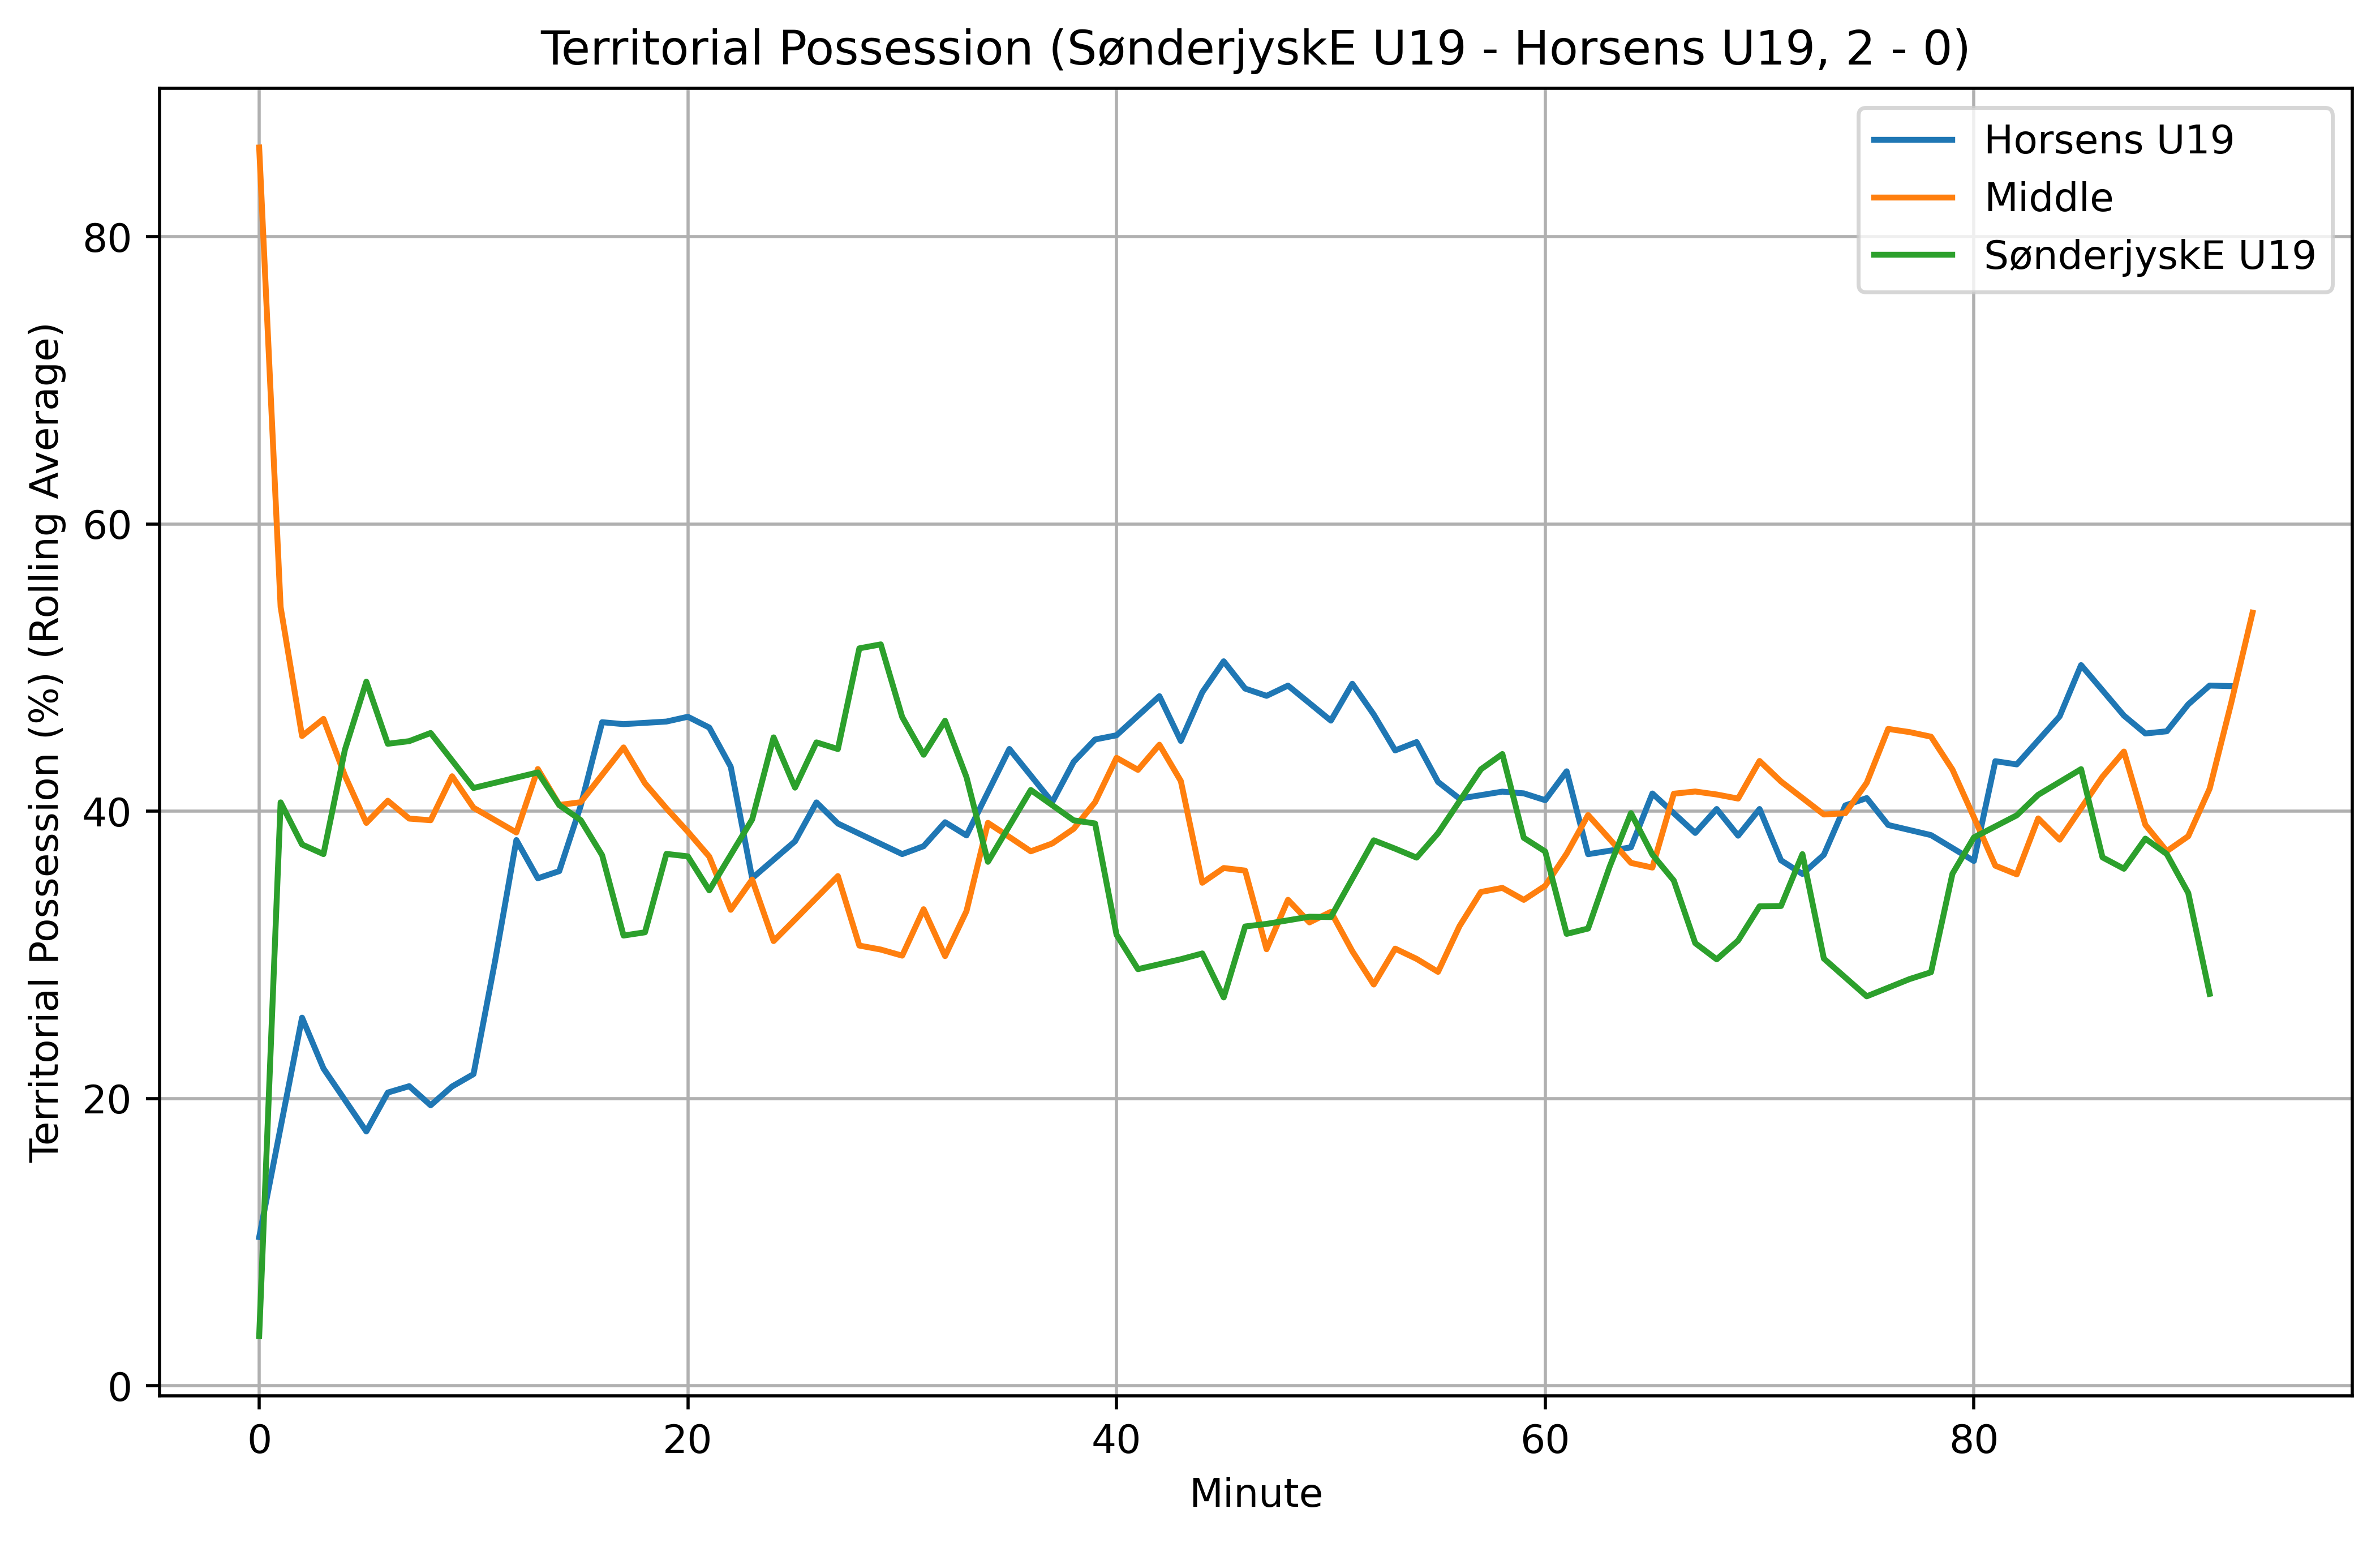 Territorial Possession (SønderjyskE U19 - Horsens U19, 2 - 0)
Horsens U19
Middle
SønderjyskE U19
Territorial Possession (%) (Rolling Average)
80
60
40
20
0
0 20 40 60 80
Minute